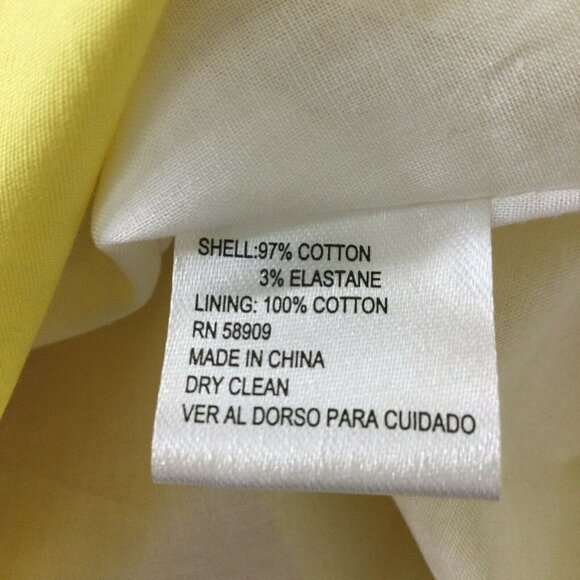 SHELL:97% COTTON
3% ELASTANE
LINING: 100% COTTON
RN 58909
MADE IN CHINA
DRY CLEAN
VER AL DORSO PARA CUIDADO